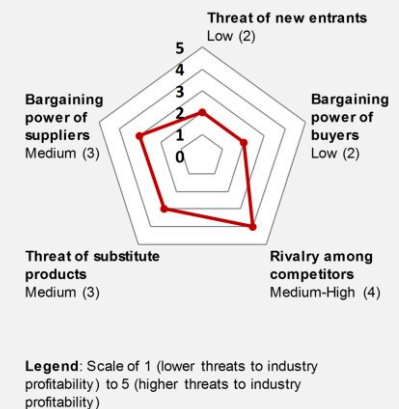 Threat of new entrants
Low (2)
5
4
3
2
1
0
Bargaining
power of
suppliers
Medium (3)
Bargaining
power of
buyers
Low (2)
Threat of substitute
products
Medium (3)
Rivalry among
competitors
Medium-High (4)
Legend: Scale of 1 (lower threats to industry
profitability) to 5 (higher threats to industry
profitability)